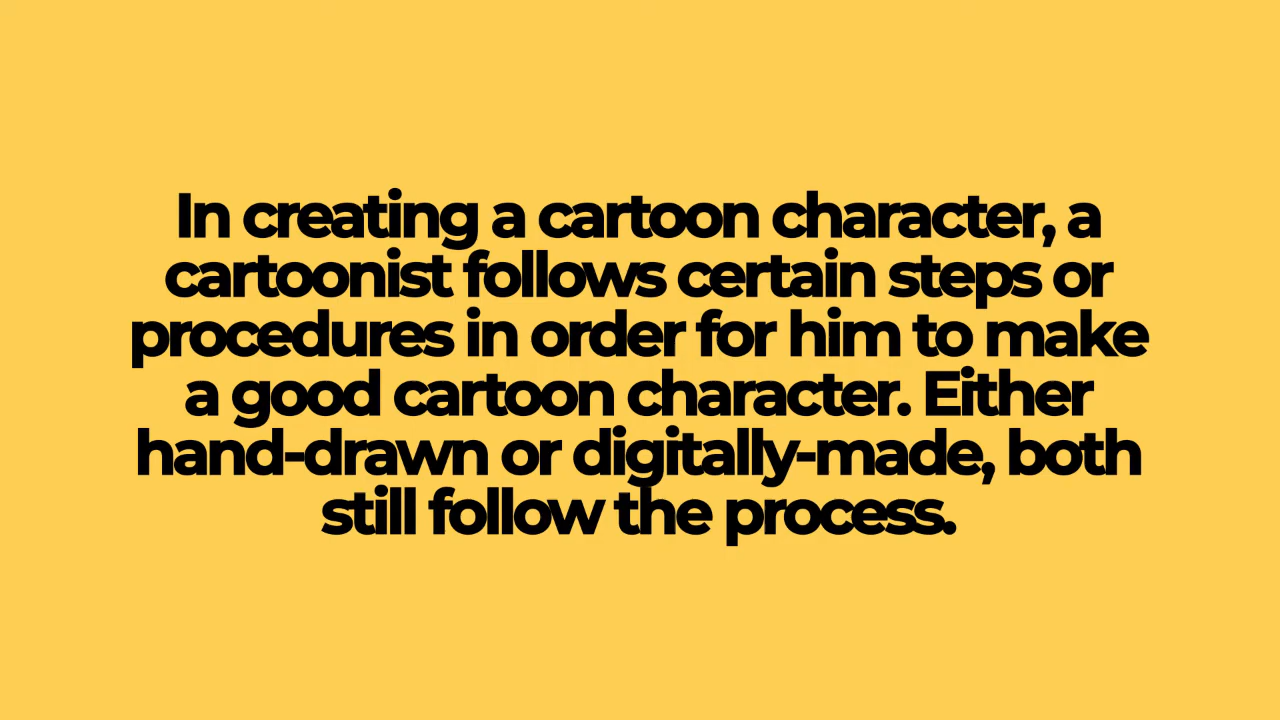 In creating a cartoon character, a
cartoonist follows certain steps or
procedures in order for him to make
a good cartoon character. Either
hand-drawn or digitally-made, both
still follow the process.